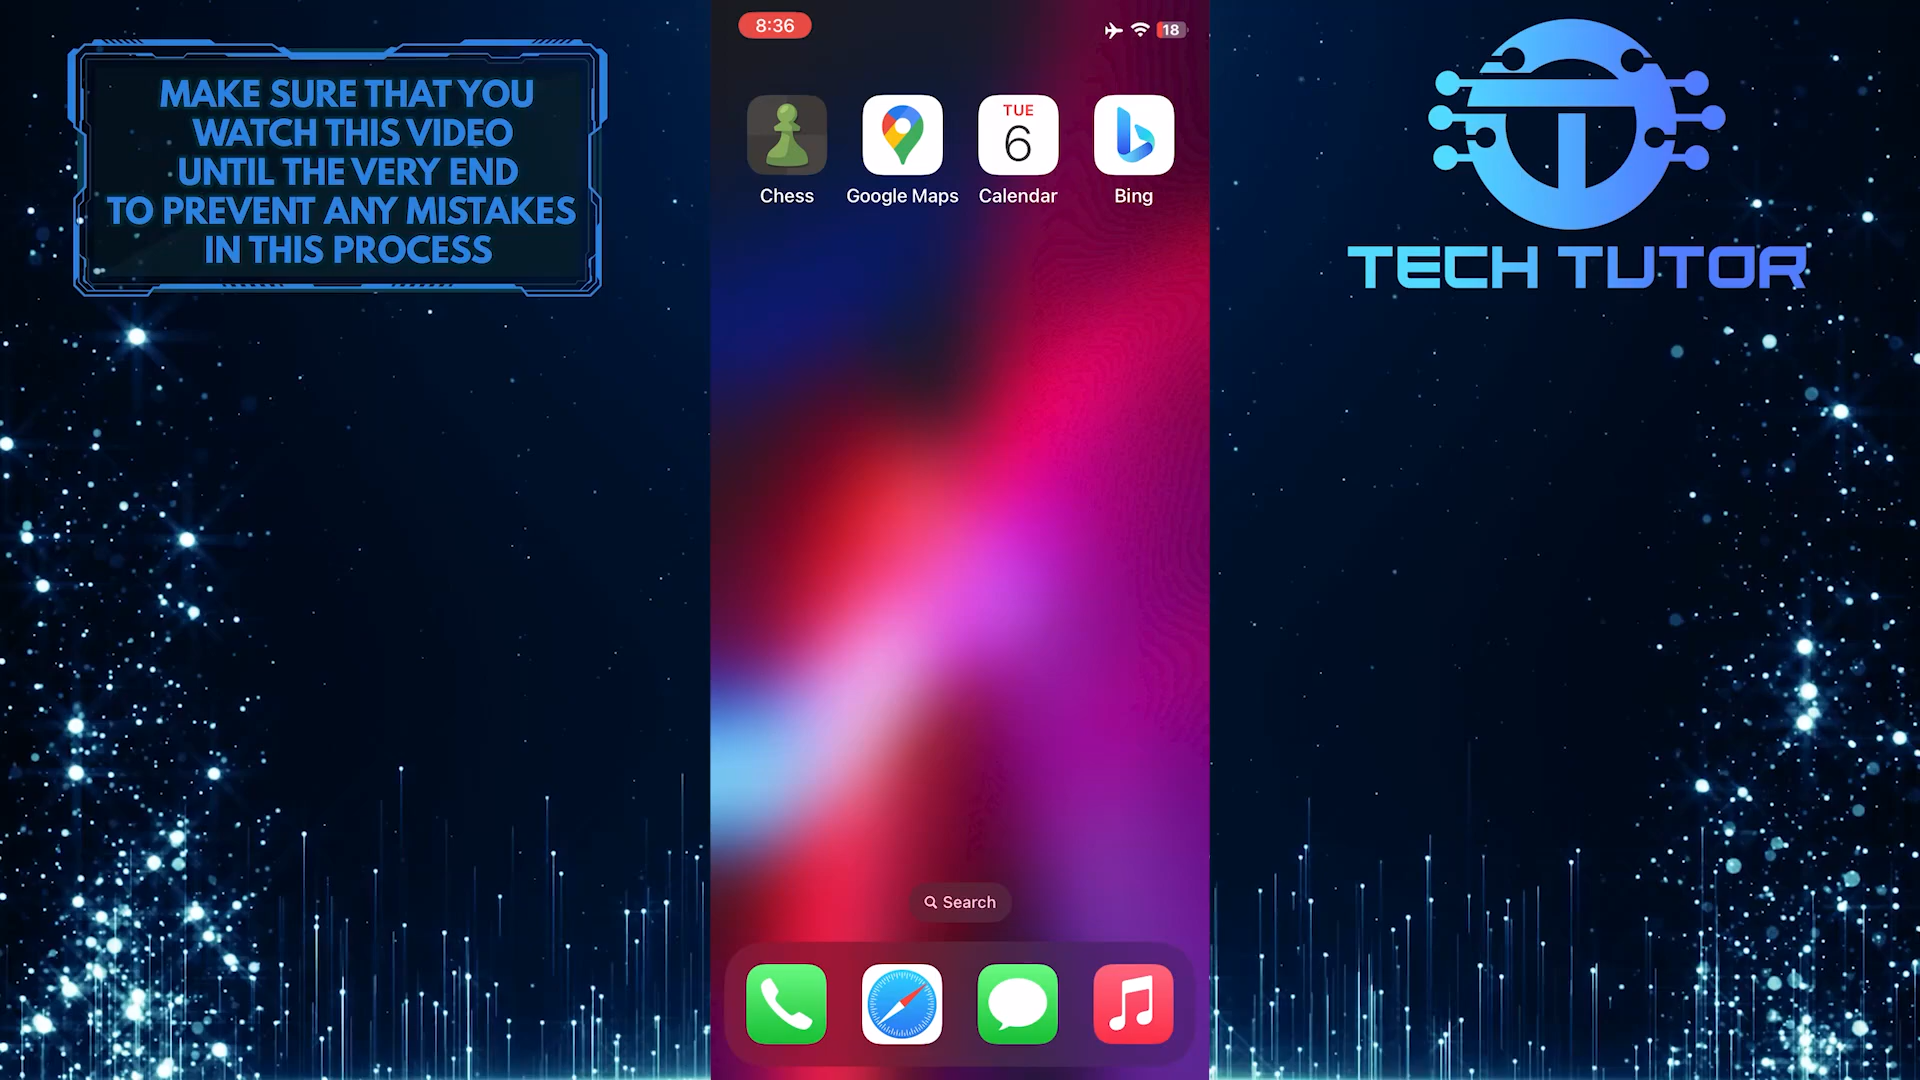 MAKE SURE THAT YOU
WATCH THIS VIDEO
UNTIL THE VERY END
TO PREVENT ANY MISTAKES
IN THIS PROCESS
8:36
18
TUE
6
Chess
Google Maps
Calendar
Bing
Search
TECH TUTOR